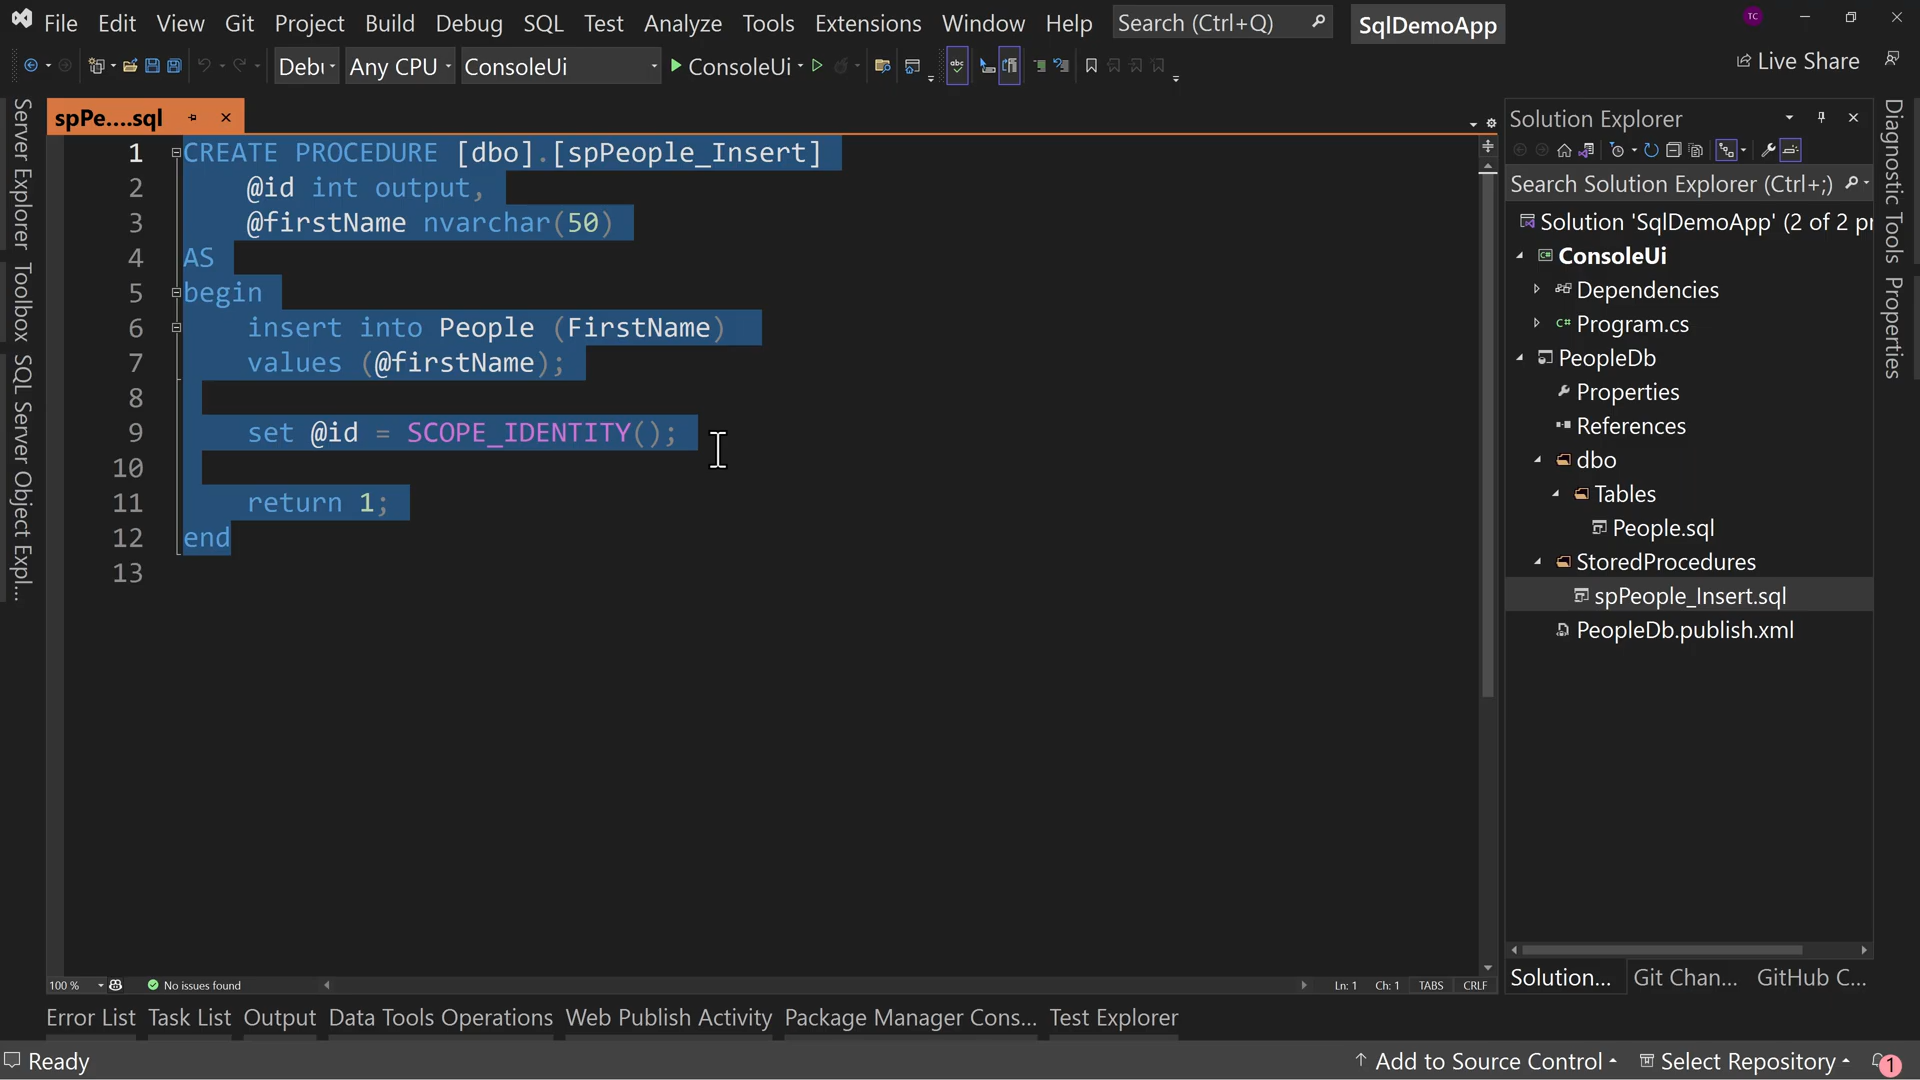 File Edit View Git Project Build Debug SQL Test Analyze Tools Extensions Window Help Search (Ctrl+Q) SqlDemoApp TC
Debu Any CPU ConsoleUi ConsoleUi Live Share
Server Explorer
Toolbox
SQL Server Object Expl...
spPe....sql
1 CREATE PROCEDURE [dbo].[spPeople_Insert]
2 @id int output,
3 @firstName nvarchar(50)
4 AS
5 begin
6 insert into People (FirstName)
7 values (@firstName);
8
9 set @id = SCOPE_IDENTITY();
10
11 return 1;
12 end
13
100 % No issues found Ln: 1 Ch: 1 TABS CRLF
Solution Explorer
Search Solution Explorer (Ctrl+;)
Solution 'SqlDemoApp' (2 of 2 pr
ConsoleUi
Dependencies
C# Program.cs
PeopleDb
Properties
References
dbo
Tables
People.sql
StoredProcedures
spPeople_Insert.sql
PeopleDb.publish.xml
Solution... Git Chan... GitHub C...
Diagnostic Tools
Properties
Error List Task List Output Data Tools Operations Web Publish Activity Package Manager Cons... Test Explorer
Ready Add to Source Control Select Repository 1